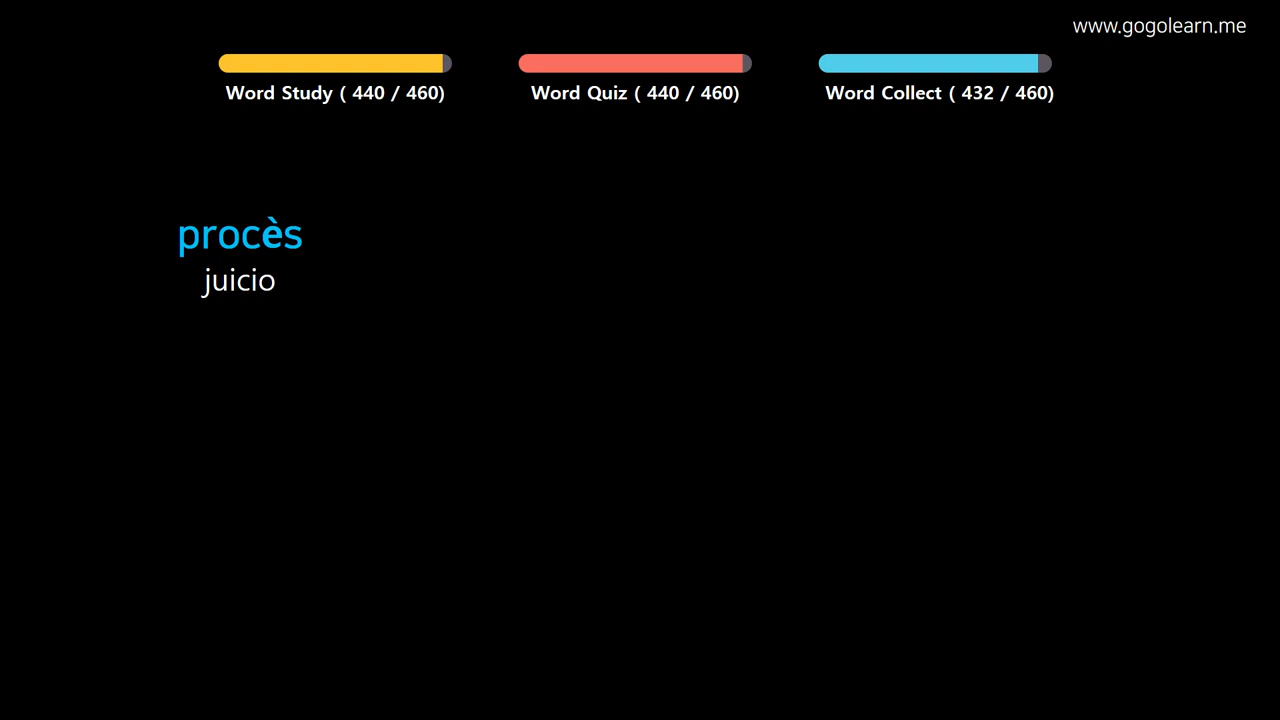 www.gogolearn.me
Word Study ( 440 / 460)
Word Quiz ( 440 / 460)
Word Collect ( 432 / 460)
procès
juicio